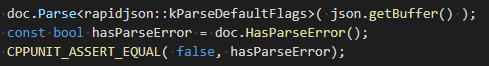 doc.Parse<rapidjson::kParseDefaultFlags>( json.getBuffer() );
const bool hasParseError = doc.HasParseError();
CPPUNIT_ASSERT_EQUAL( false, hasParseError);